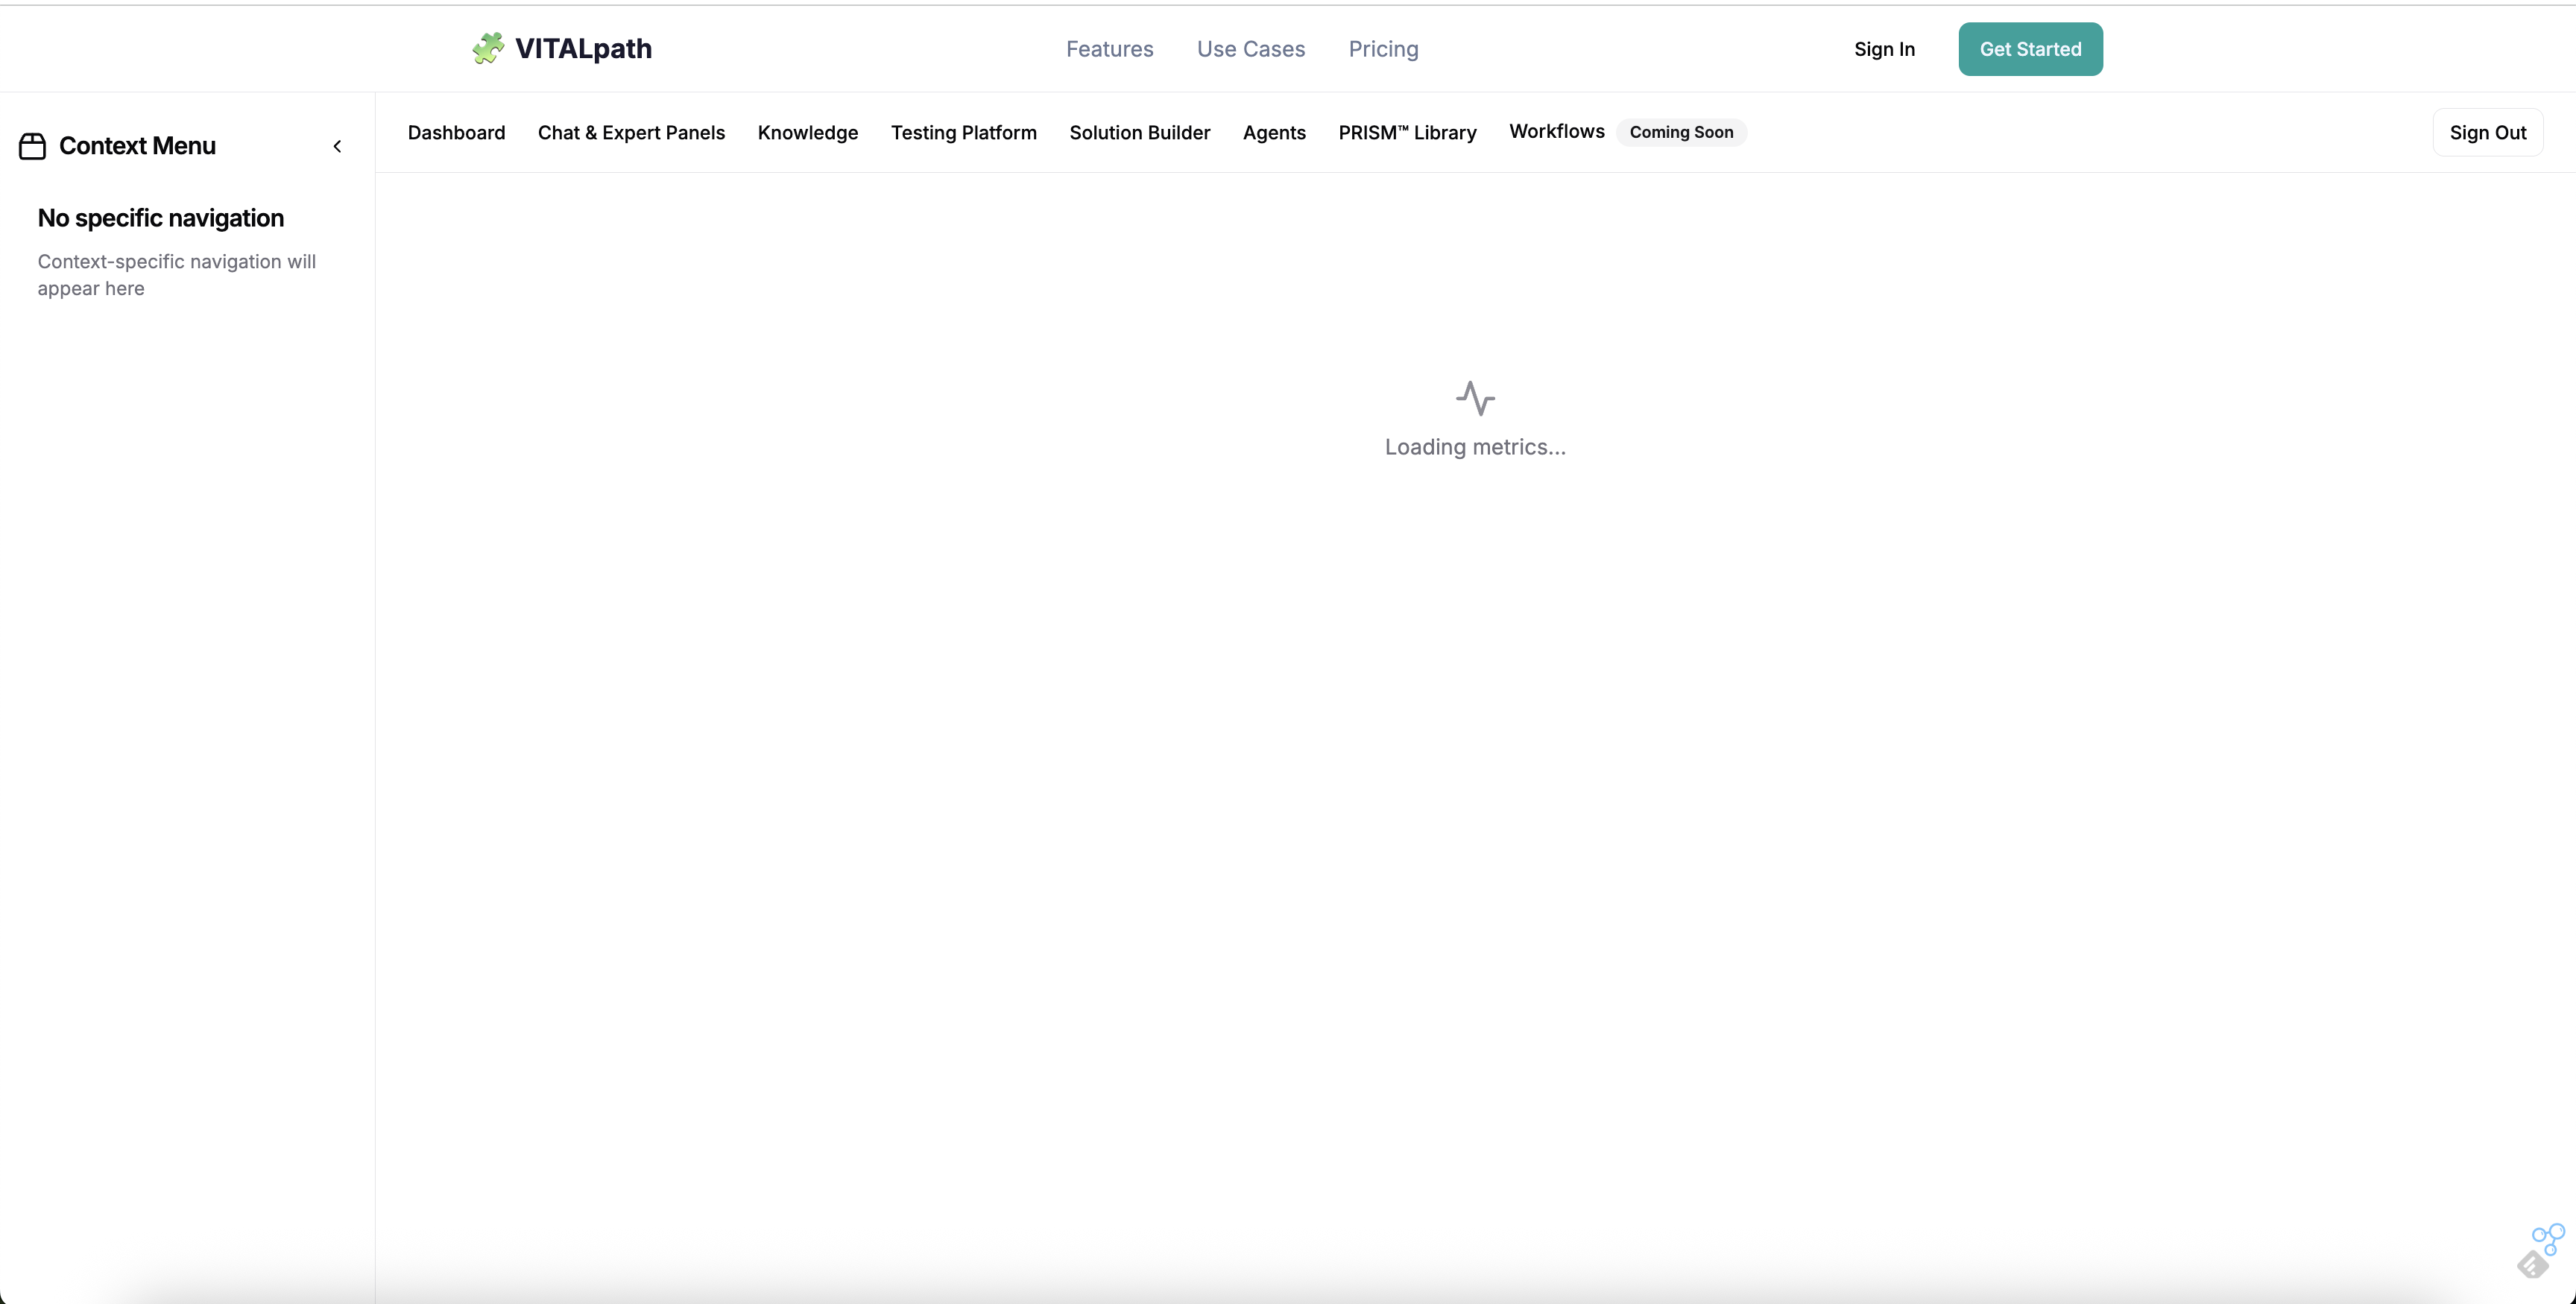 VITALpath
Features
Use Cases
Pricing
Sign In
Get Started
Context Menu
No specific navigation
Context-specific navigation will
appear here
Dashboard
Chat & Expert Panels
Knowledge
Testing Platform
Solution Builder
Agents
PRISM™ Library
Workflows
Coming Soon
Sign Out
Loading metrics...